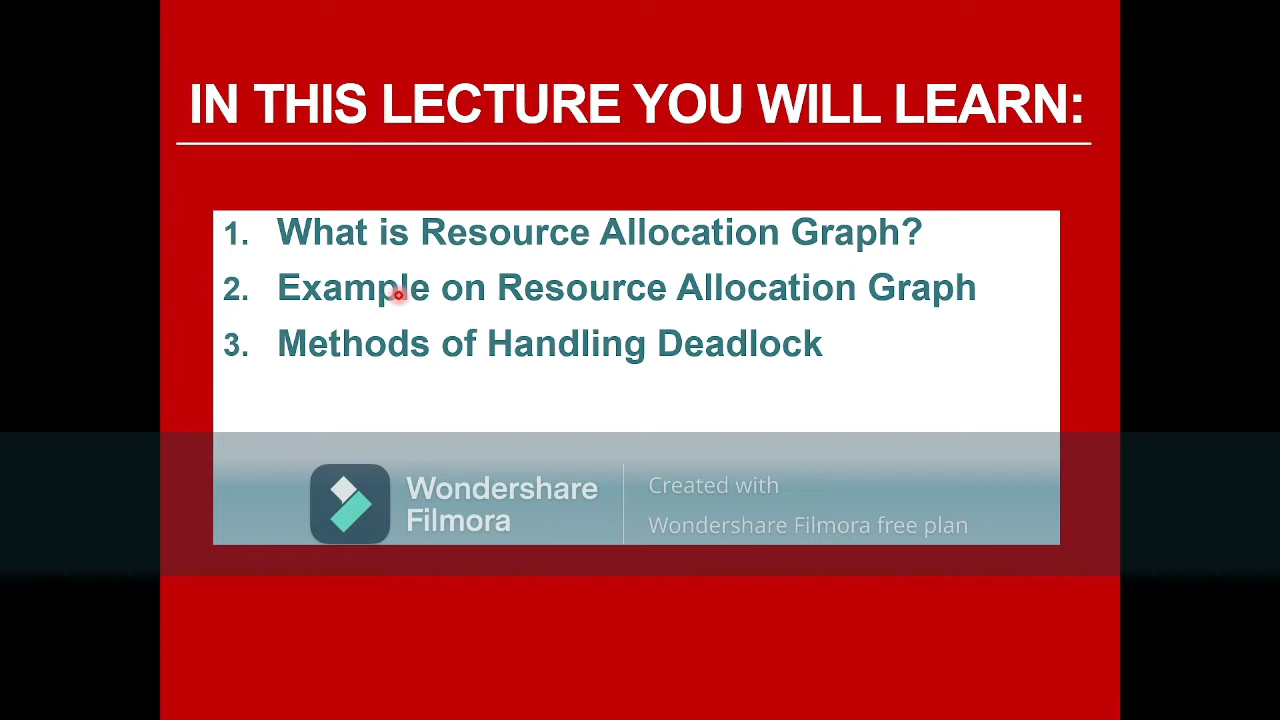 IN THIS LECTURE YOU WILL LEARN:
1. What is Resource Allocation Graph?
2. Example on Resource Allocation Graph
3. Methods of Handling Deadlock
Wondershare
Filmora
Created with
Wondershare Filmora free plan